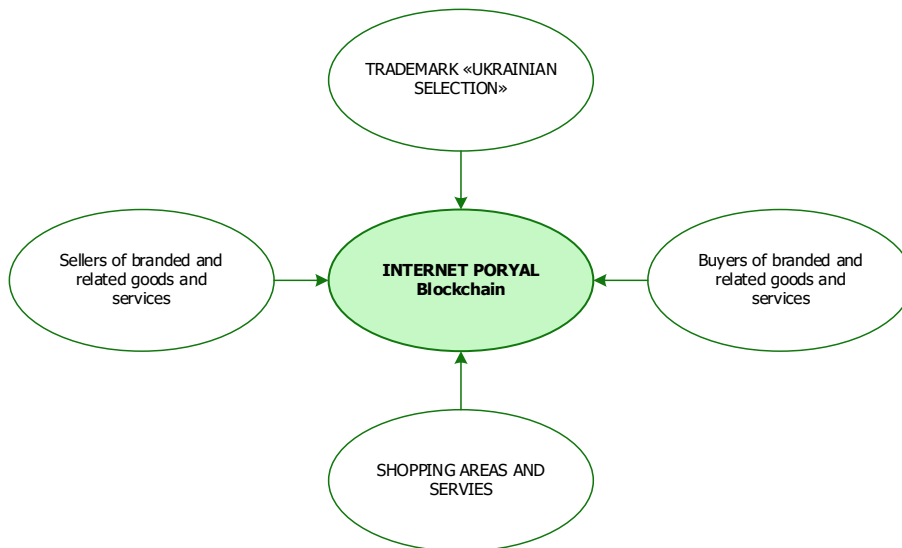 TRADEMARK «UKRAINIAN
SELECTION»
Sellers of branded and
related goods and
services
INTERNET PORYAL
Blockchain
Buyers of branded and
related goods and
services
SHOPPING AREAS AND
SERVIES